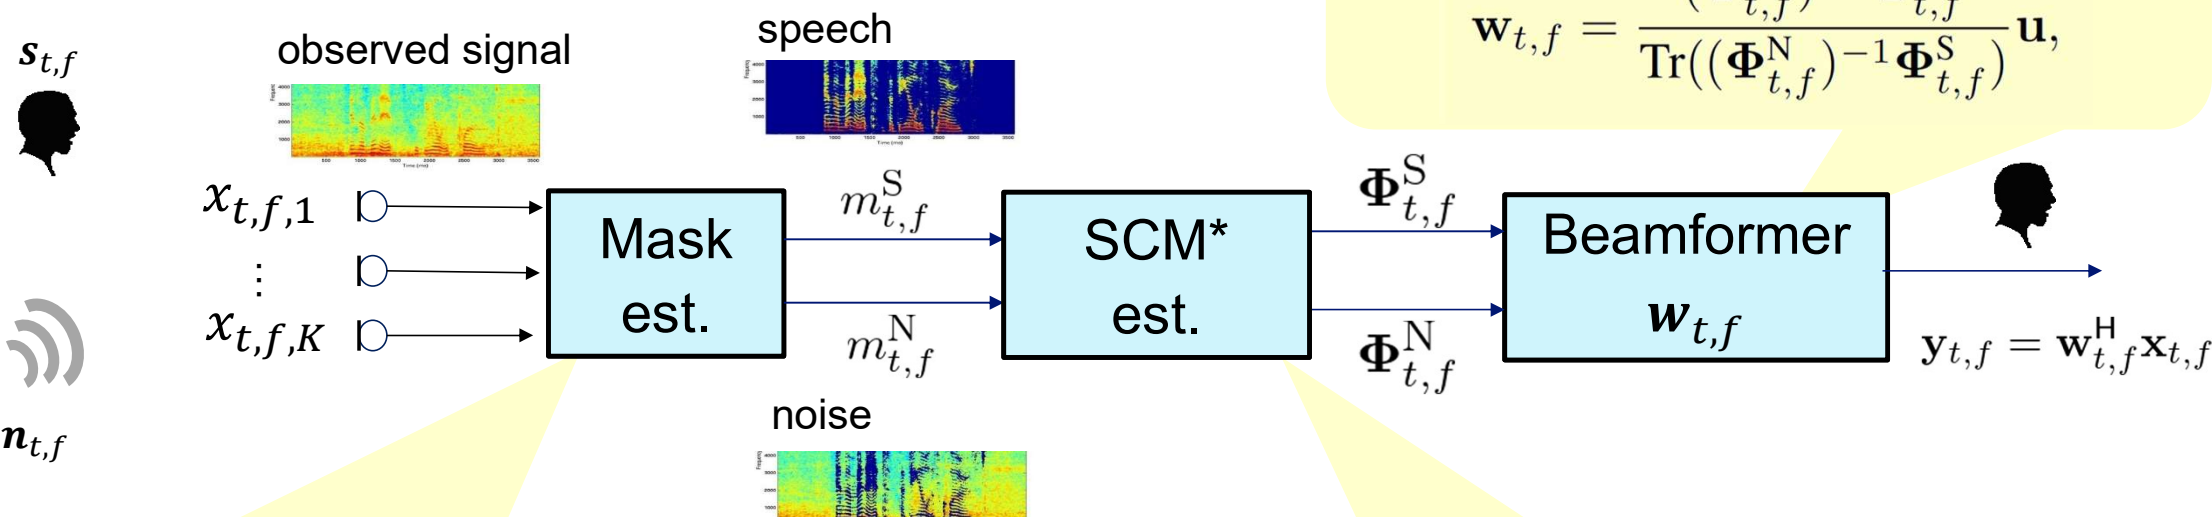 s_{t,f}
observed signal
speech
w_{t,f} = / Tr((Φ^N_{t,f})^{-1} Φ^S_{t,f}) u,
x_{t,f,1}
⋮
x_{t,f,K}
Mask
est.
m^S_{t,f}
m^N_{t,f}
SCM*
est.
Φ^S_{t,f}
Φ^N_{t,f}
Beamformer
w_{t,f}
y_{t,f} = w^H_{t,f} x_{t,f}
n_{t,f}
noise